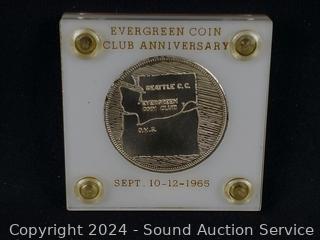 EVERGREEN COIN
CLUB ANNIVERSARY
SEATTLE C.C.
EVERGREEN
COIN CLUB
O.N.S.
SEPT. 10-12-1965
Copyright 2024 - Sound Auction Service